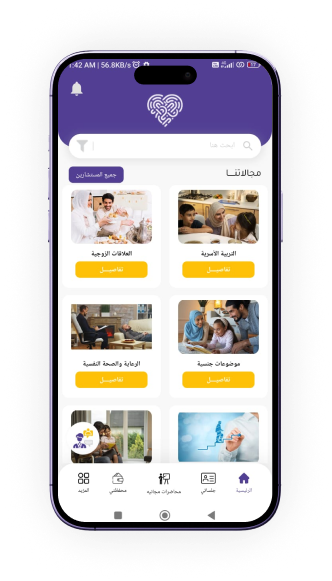 1:42 AM | 56.8KB/s
ابحث هنا
مجالاتنا
جميع المستشارين
التربية الأسرية
العلاقات الزوجية
تفاصيل
تفاصيل
موضوعات جنسية
الرعاية والصحة النفسية
تفاصيل
تفاصيل
الرئيسية
جلساتي
محاضرات مجانيه
محفظتي
المزيد